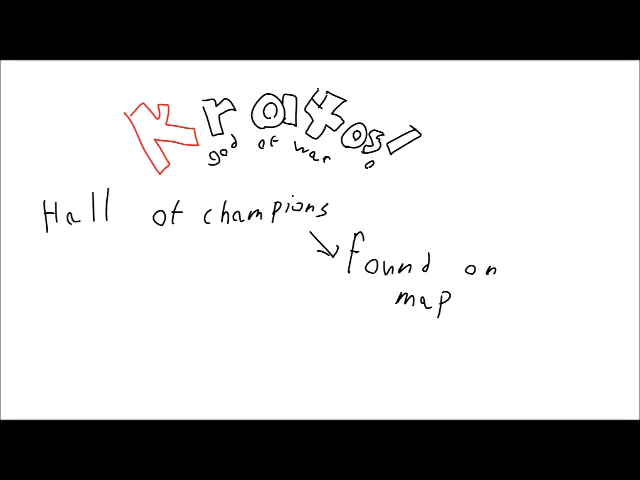 Kratos!
god of war
Hall of champions
found on
map